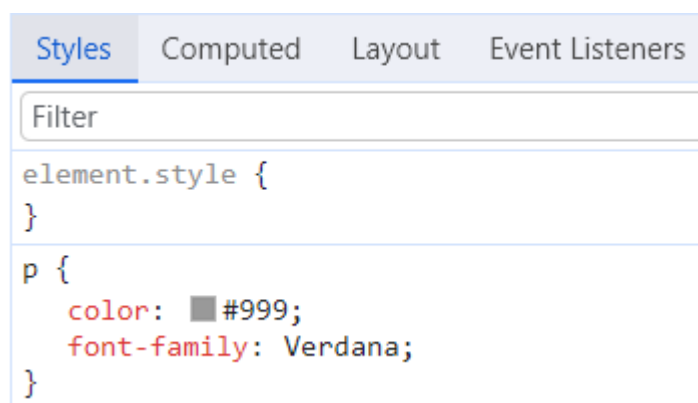 Styles Computed Layout Event Listeners
Filter
element.style {
}
p {
color: #999;
font-family: Verdana;
}